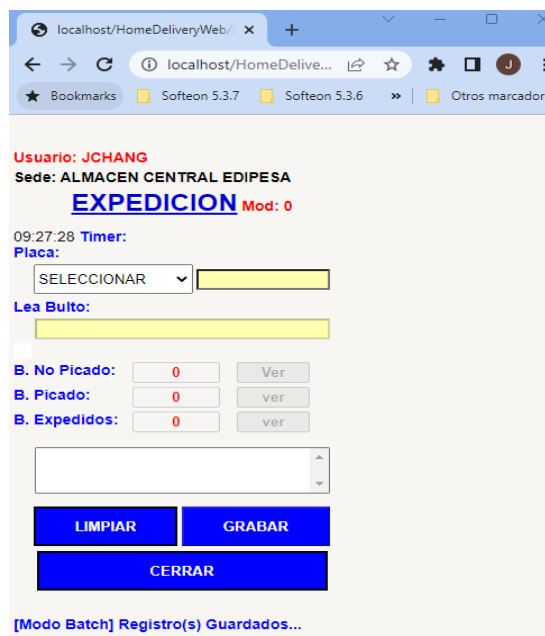 localhost/HomeDeliveryWeb/
localhost/HomeDelive...
Bookmarks Softeon 5.3.7 Softeon 5.3.6 » Otros marcador
J
Usuario: JCHANG
Sede: ALMACEN CENTRAL EDIPESA
EXPEDICION Mod: 0
09:27:28 Timer:
Placa:
SELECCIONAR
Lea Bulto:
B. No Picado: 0 Ver
B. Picado: 0 ver
B. Expedidos: 0 ver
LIMPIAR GRABAR
CERRAR
[Modo Batch] Registro(s) Guardados...